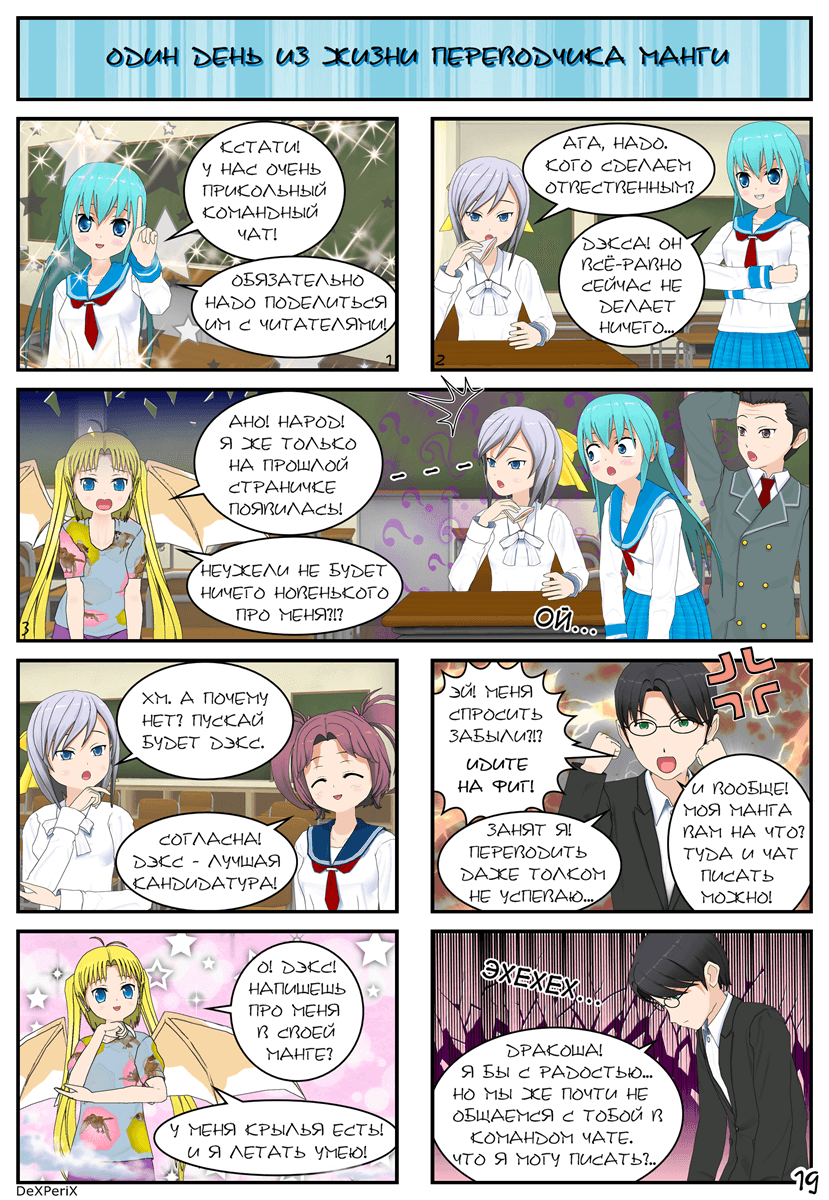 ОДИН ДЕНЬ ИЗ ЖИЗНИ ПЕРЕВОДЧИКА МАНГИ
КСТАТИ!
У НАС ОЧЕНЬ
ПРИКОЛЬНЫЙ
КОМАНДНЫЙ
ЧАТ!
ОБЯЗАТЕЛЬНО
НАДО ПОДЕЛИТЬСЯ
ИМ С ЧИТАТЕЛЯМИ!
1
АГА, НАДО.
КОГО СДЕЛАЕМ
ОТВЕСТВЕННЫМ?
ДЭКСА! ОН
ВСЁ-РАВНО
СЕЙЧАС НЕ
ДЕЛАЕТ
НИЧЕГО...
2
АНО! НАРОД!
Я ЖЕ ТОЛЬКО
НА ПРОШЛОЙ
СТРАНИЧКЕ
ПОЯВИЛАСЬ!
НЕУЖЕЛИ НЕ БУДЕТ
НИЧЕГО НОВЕНЬКОГО
ПРО МЕНЯ?!?
ОЙ...
3
ХМ. А ПОЧЕМУ
НЕТ? ПУСКАЙ
БУДЕТ ДЭКС.
СОГЛАСНА!
ДЭКС - ЛУЧШАЯ
КАНДИДАТУРА!
ЭЙ! МЕНЯ
СПРОСИТЬ
ЗАБЫЛИ?!?
ИДИТЕ
НА ФИГ!
ЗАНЯТ Я!
ПЕРЕВОДИТЬ
ДАЖЕ ТОЛКОМ
НЕ УСПЕВАЮ...
И ВООБЩЕ!
МОЯ МАНГА
ВАМ НА ЧТО?
ТУДА И ЧАТ
ПИСАТЬ
МОЖНО!
О! ДЭКС!
НАПИШЕШЬ
ПРО МЕНЯ
В СВОЕЙ
МАНГЕ?
У МЕНЯ КРЫЛЬЯ ЕСТЬ!
И Я ЛЕТАТЬ УМЕЮ!
ЭХЕХЕХ...
ДРАКОША!
Я БЫ С РАДОСТЬЮ...
НО МЫ ЖЕ ПОЧТИ НЕ
ОБЩАЕМСЯ С ТОБОЙ В
КОМАНДОМ ЧАТЕ.
ЧТО Я МОГУ ПИСАТЬ?..
19
DeXPeriX